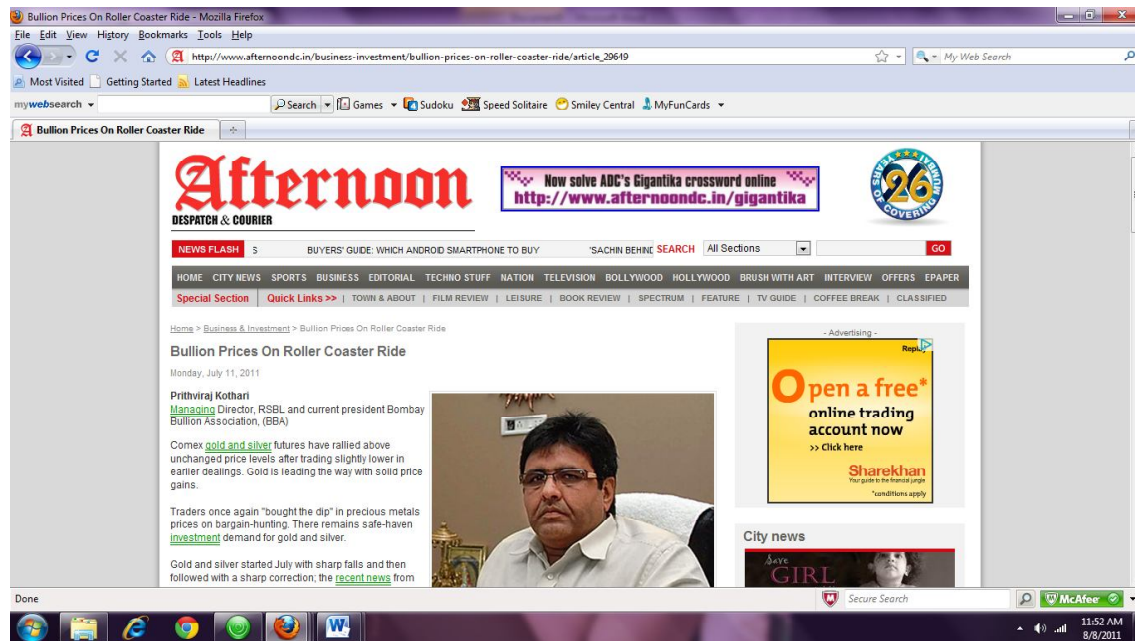 Bullion Prices On Roller Coaster Ride - Mozilla Firefox
File Edit View History Bookmarks Tools Help
http://www.afternoondc.in/business-investment/bullion-prices-on-roller-coaster-ride/article_29649
My Web Search
Most Visited Getting Started Latest Headlines
mywebsearch Search Games Sudoku Speed Solitaire Smiley Central MyFunCards
Bullion Prices On Roller Coaster Ride
Afternoon
DESPATCH & COURIER
Now solve ADC's Gigantika crossword online
http://www.afternoondc.in/gigantika
26
YEARS OF COVERING MUMBAI
NEWS FLASH S BUYERS' GUIDE: WHICH ANDROID SMARTPHONE TO BUY 'SACHIN BEHIND SEARCH All Sections GO
HOME CITY NEWS SPORTS BUSINESS EDITORIAL TECHNO STUFF NATION TELEVISION BOLLYWOOD HOLLYWOOD BRUSH WITH ART INTERVIEW OFFERS EPAPER
Special Section Quick Links >> | TOWN & ABOUT | FILM REVIEW | LEISURE | BOOK REVIEW | SPECTRUM | FEATURE | TV GUIDE | COFFEE BREAK | CLASSIFIED
Home > Business & Investment > Bullion Prices On Roller Coaster Ride
Bullion Prices On Roller Coaster Ride
Monday, July 11, 2011
Prithviraj Kothari
Managing Director, RSBL and current president Bombay
Bullion Association, (BBA)
Comex gold and silver futures have rallied above
unchanged price levels after trading slightly lower in
earlier dealings. Gold is leading the way with solid price
gains.
Traders once again "bought the dip" in precious metals
prices on bargain-hunting. There remains safe-haven
investment demand for gold and silver.
Gold and silver started July with sharp falls and then
followed with a sharp correction; the recent news from
- Advertising -
Replay
Open a free*
online trading
account now
>> Click here
Sharekhan
Your guide to the financial jungle
*conditions apply
City news
Save
GIRL
Done
Secure Search
McAfee
11:52 AM
8/8/2011